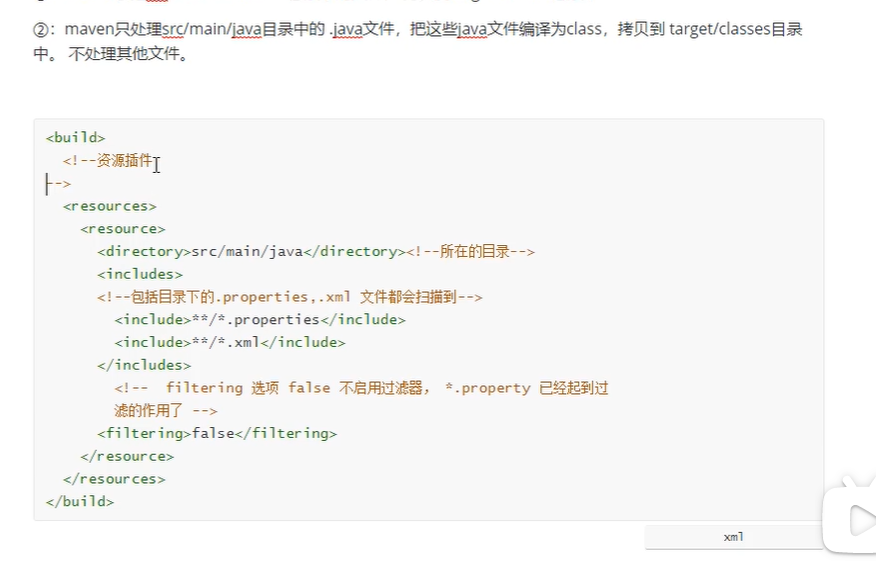 ②：maven只处理src/main/java目录中的 .java文件，把这些java文件编译为class，拷贝到 target/classes目录
中。 不处理其他文件。
<build>
<!--资源插件
-->
<resources>
<resource>
<directory>src/main/java</directory><!--所在的目录-->
<includes>
<!--包括目录下的.properties,.xml 文件都会扫描到-->
<include>**/*.properties</include>
<include>**/*.xml</include>
</includes>
<!--  filtering 选项 false 不启用过滤器， *.property 已经起到过
滤的作用了 -->
<filtering>false</filtering>
</resource>
</resources>
</build>
xml